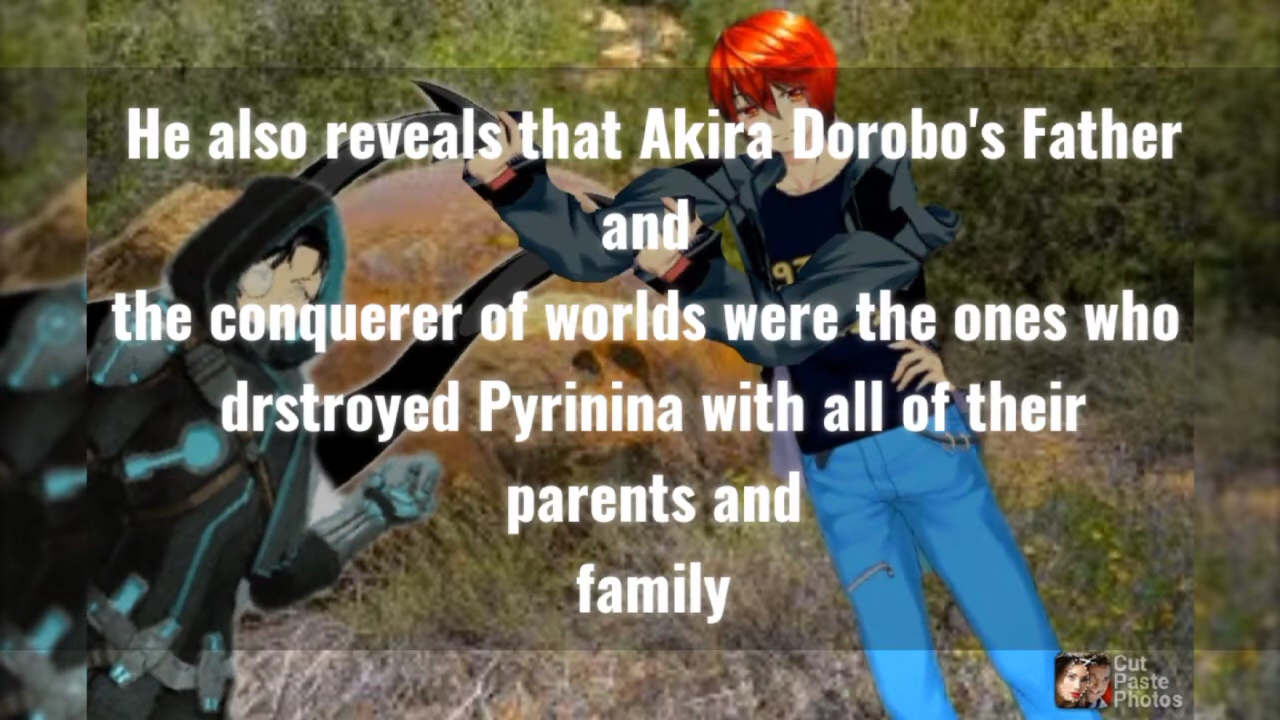 He also reveals that Akira Dorobo's Father
and
the conquerer of worlds were the ones who
drstroyed Pyrinina with all of their
parents and
family
97
Cut
Paste
Photos